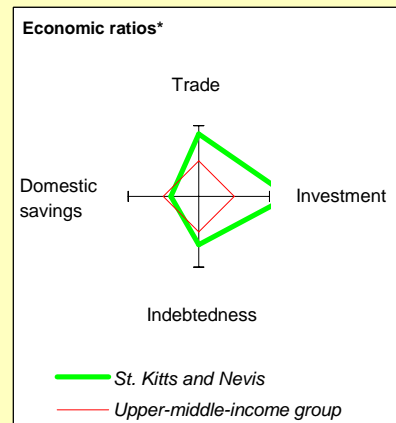 Economic ratios*
Trade
Domestic
savings
Investment
Indebtedness
St. Kitts and Nevis
Upper-middle-income group